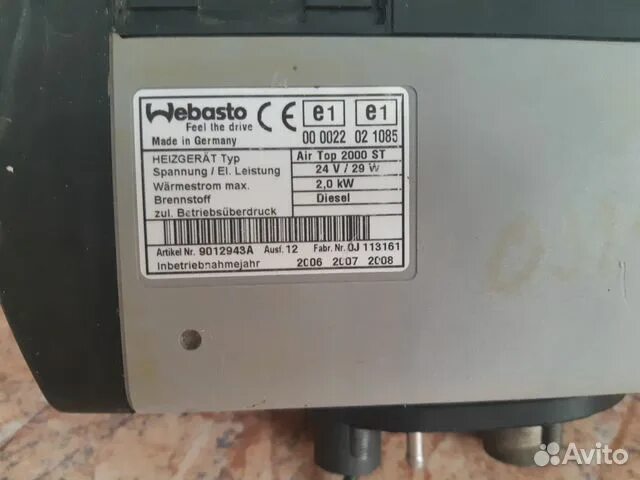 Webasto CE e1 e1
Feel the drive
Made in Germany 00 0022 02 1085
HEIZGERÄT Typ Air Top 2000 ST
Spannung / El. Leistung 24 V / 29 W
Wärmestrom max. 2,0 kW
Brennstoff Diesel
zul. Betriebsüberdruck
Artikel Nr. 9012943A Ausf. 12 Fabr. Nr. 0J 113161
Inbetriebnahmejahr 2006 2007 2008
Avito